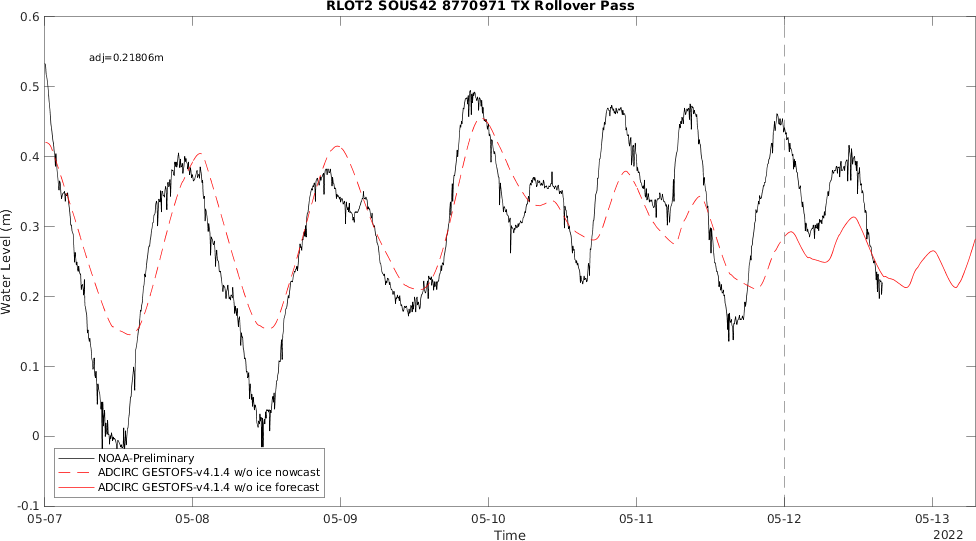 RLOT2 SOUS42 8770971 TX Rollover Pass
adj=0.21806m
0.6
0.5
0.4
0.3
0.2
0.1
0
-0.1
Water Level (m)
NOAA-Preliminary
ADCIRC GESTOFS-v4.1.4 w/o ice nowcast
ADCIRC GESTOFS-v4.1.4 w/o ice forecast
05-07 05-08 05-09 05-10 05-11 05-12 05-13
Time
2022